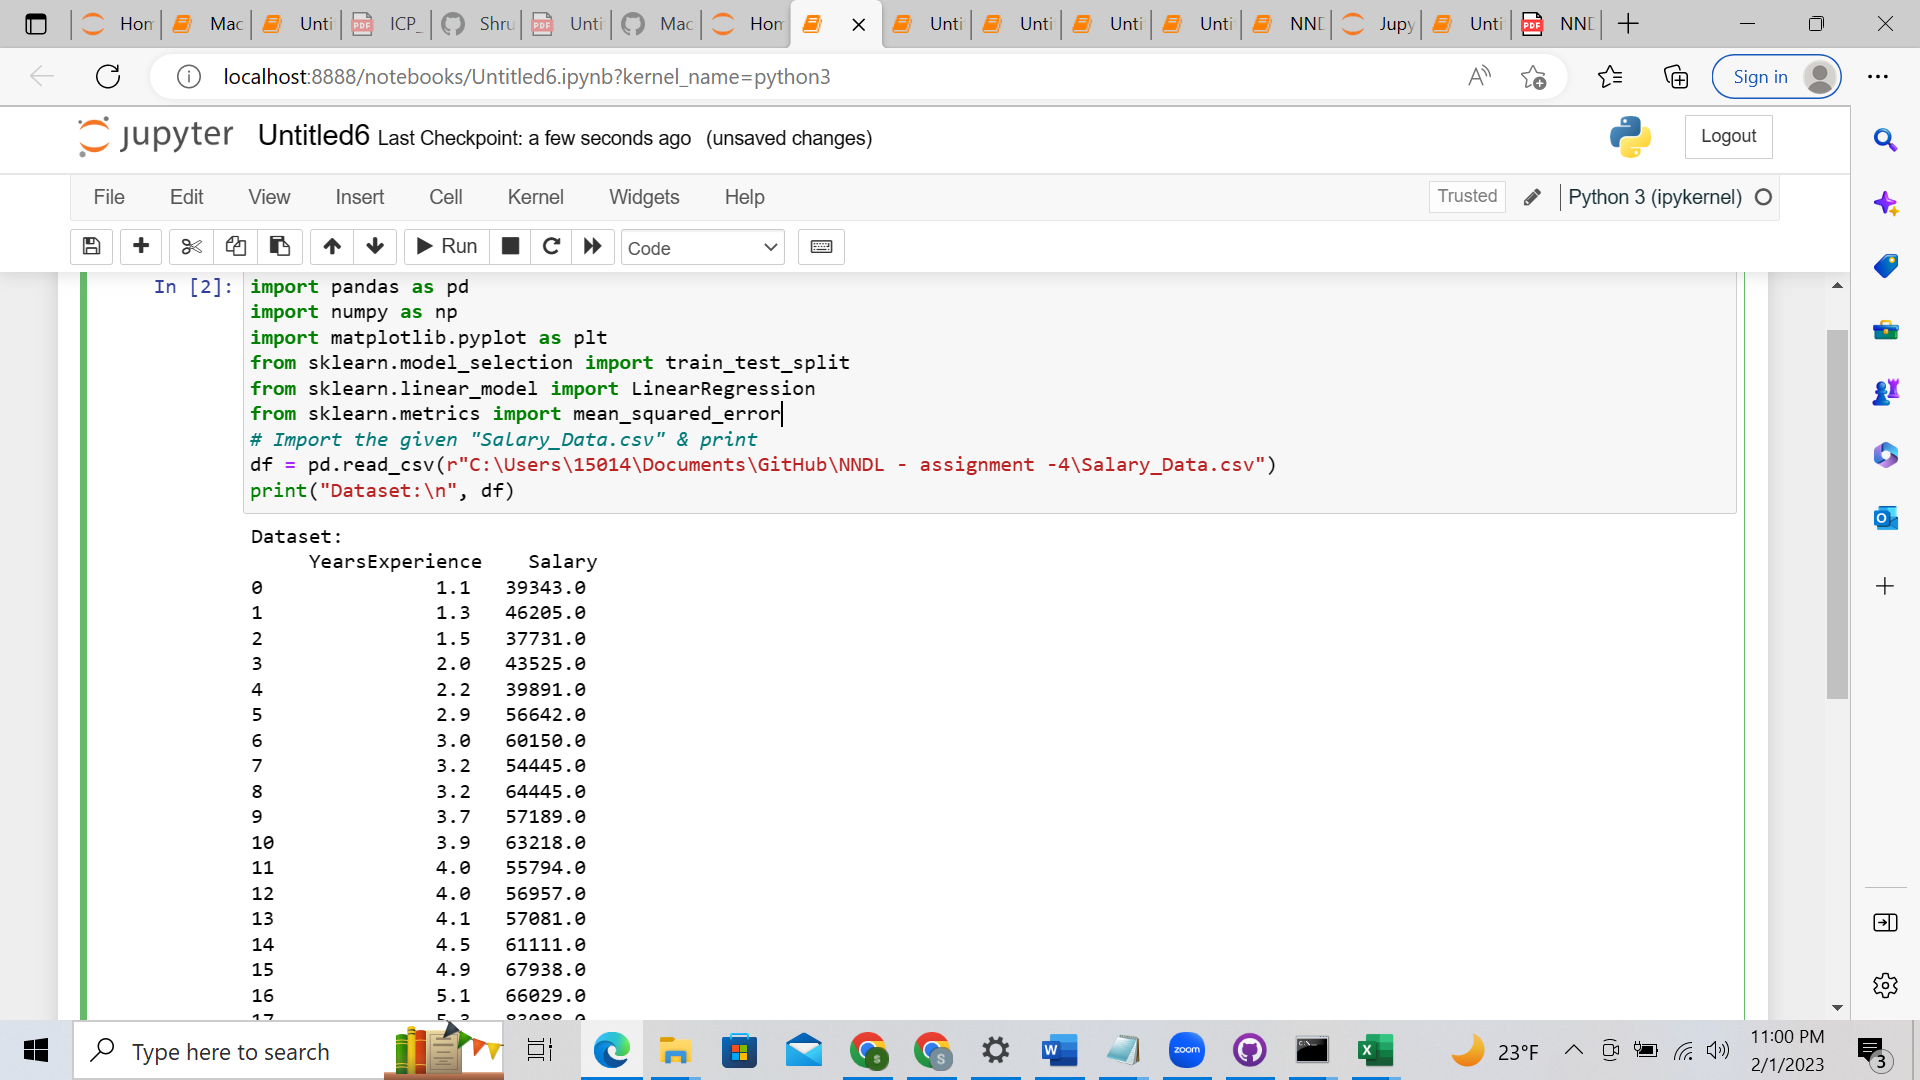 Hom
Mac
Unti
ICP_
Shru
Unti
Mac
Hom
Unti
Unti
Unti
Unti
NND
Jupy
Unti
NND
localhost:8888/notebooks/Untitled6.ipynb?kernel_name=python3
Sign in
jupyter Untitled6 Last Checkpoint: a few seconds ago (unsaved changes)
Logout
File Edit View Insert Cell Kernel Widgets Help
Trusted
Python 3 (ipykernel)
Run
Code
In [2]: import pandas as pd
import numpy as np
import matplotlib.pyplot as plt
from sklearn.model_selection import train_test_split
from sklearn.linear_model import LinearRegression
from sklearn.metrics import mean_squared_error
# Import the given "Salary_Data.csv" & print
df = pd.read_csv(r"C:\Users\15014\Documents\GitHub\NNDL - assignment -4\Salary_Data.csv")
print("Dataset:\n", df)
Dataset:
YearsExperience Salary
0 1.1 39343.0
1 1.3 46205.0
2 1.5 37731.0
3 2.0 43525.0
4 2.2 39891.0
5 2.9 56642.0
6 3.0 60150.0
7 3.2 54445.0
8 3.2 64445.0
9 3.7 57189.0
10 3.9 63218.0
11 4.0 55794.0
12 4.0 56957.0
13 4.1 57081.0
14 4.5 61111.0
15 4.9 67938.0
16 5.1 66029.0
17 5.3 83088.0
Type here to search
zoom
23°F
11:00 PM
2/1/2023
3